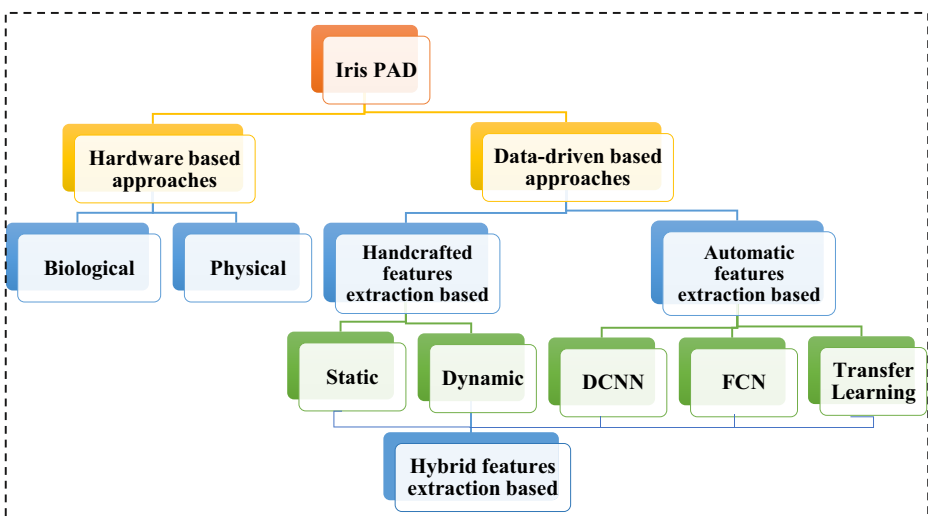 Iris PAD
Hardware based
approaches
Data-driven based
approaches
Biological
Physical
Handcrafted
features
extraction based
Automatic
features
extraction based
Static
Dynamic
DCNN
FCN
Transfer
Learning
Hybrid features
extraction based